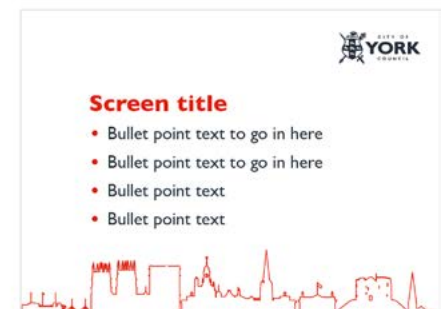 CITY OF
YORK
COUNCIL
Screen title
• Bullet point text to go in here
• Bullet point text to go in here
• Bullet point text
• Bullet point text